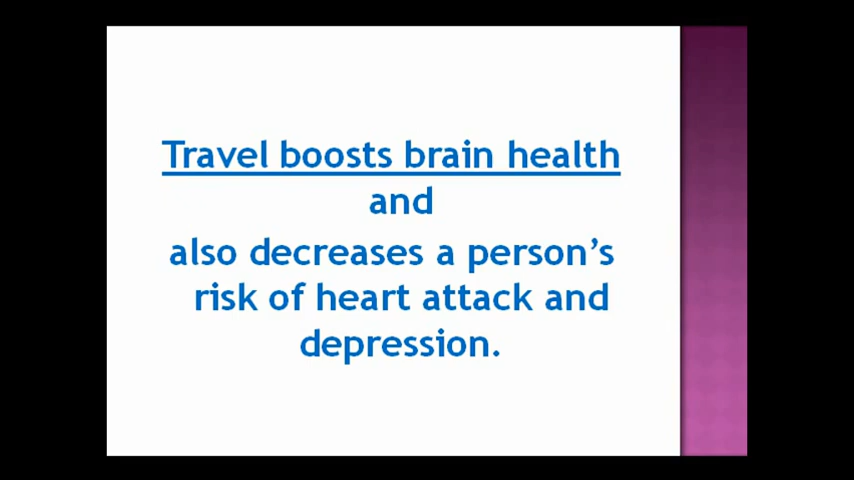 Travel boosts brain health
and
also decreases a person’s
risk of heart attack and
depression.